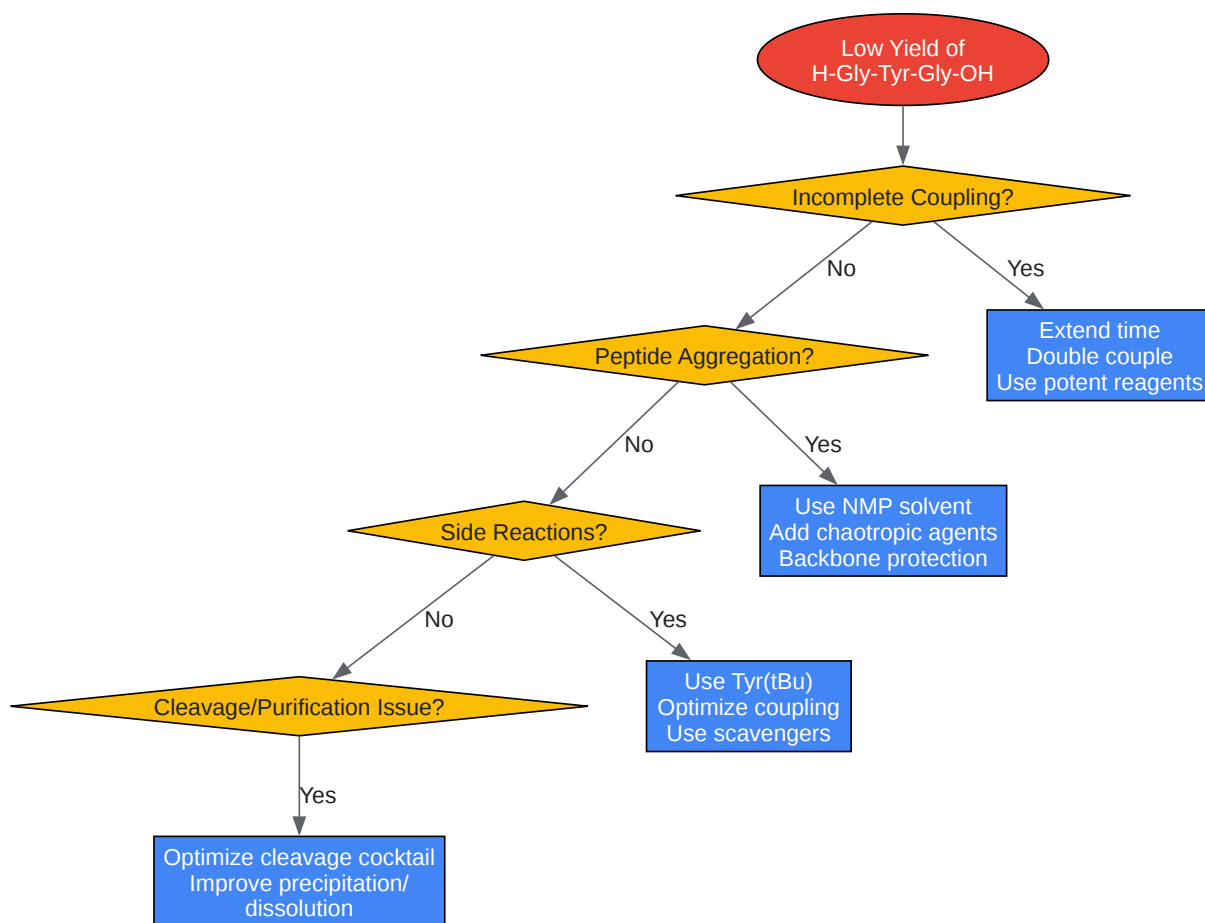 Low Yield of
H-Gly-Tyr-Gly-OH
Incomplete Coupling?
No
Yes
Peptide Aggregation?
Extend time
Double couple
Use potent reagents
No
Yes
Side Reactions?
Use NMP solvent
Add chaotropic agents
Backbone protection
No
Yes
Cleavage/Purification Issue?
Use Tyr(tBu)
Optimize coupling
Use scavengers
Yes
Optimize cleavage cocktail
Improve precipitation/
dissolution